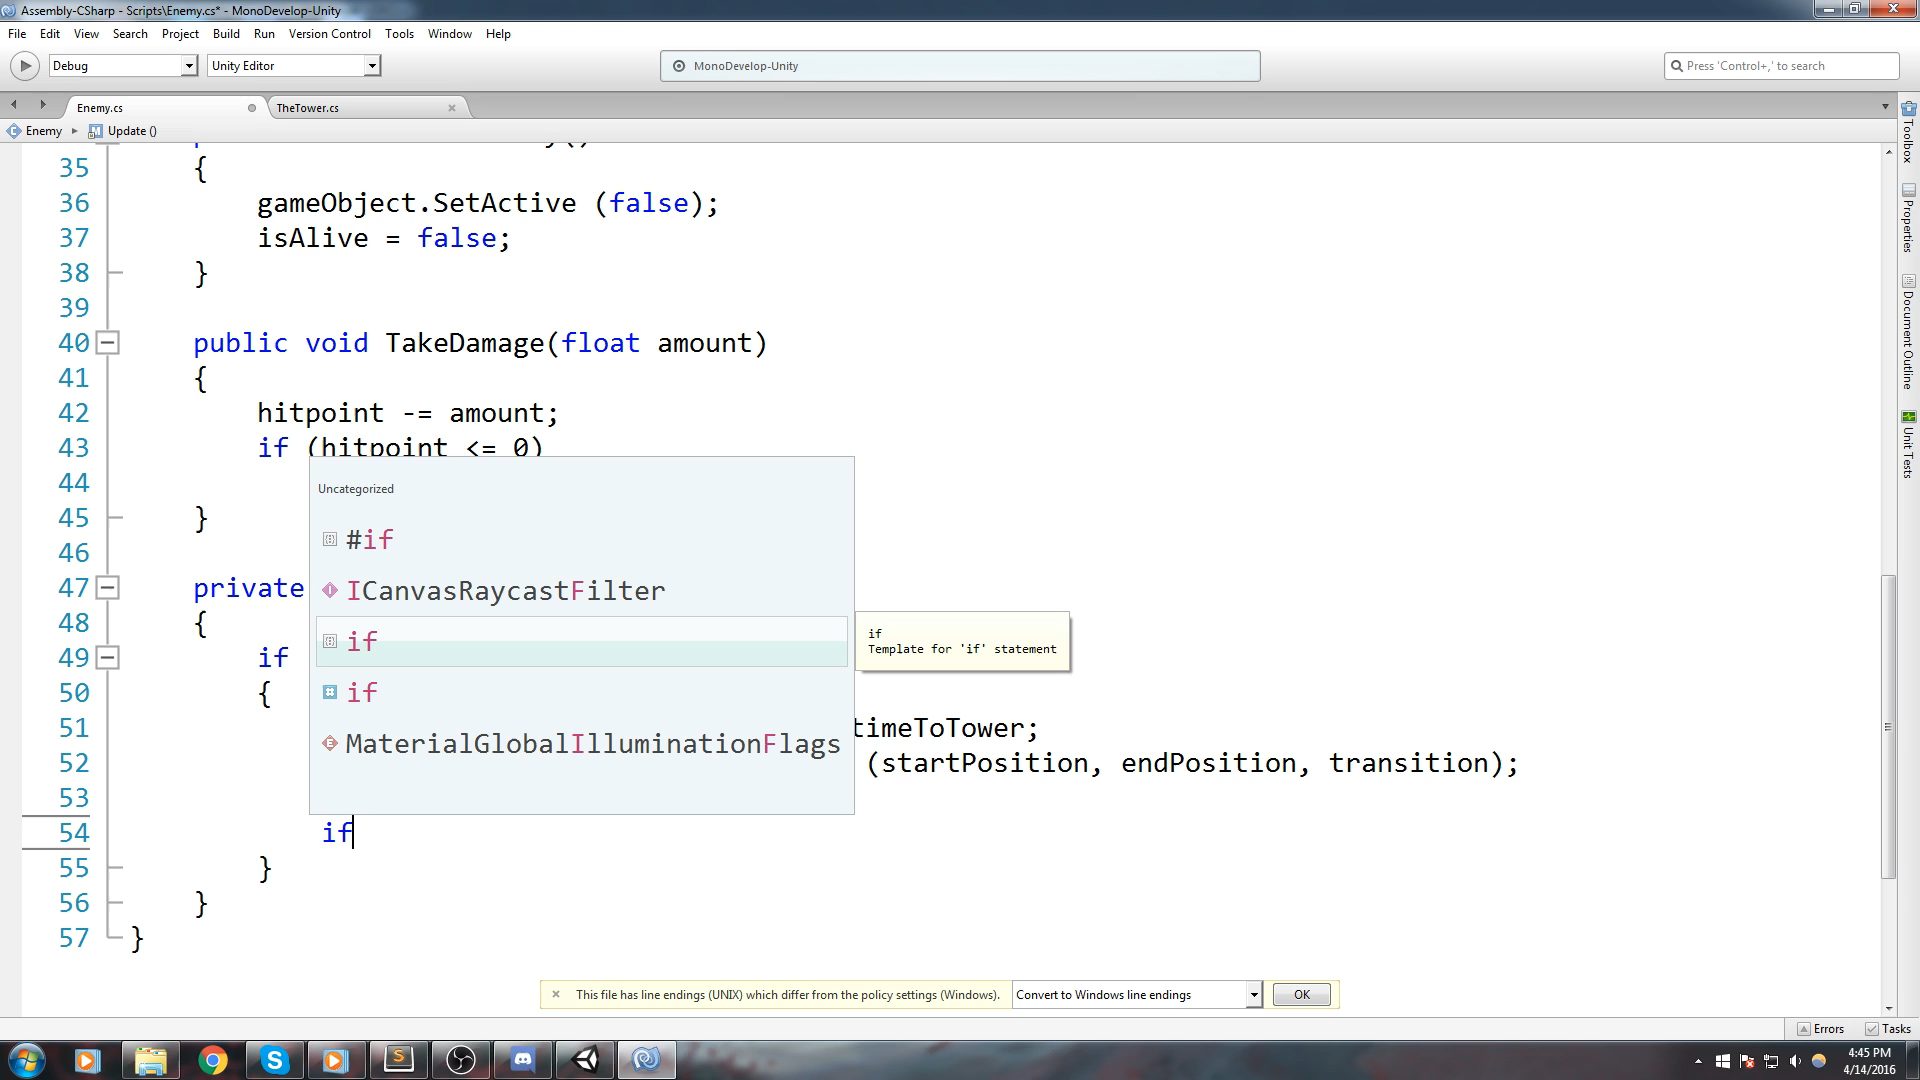 Assembly-CSharp - Scripts\Enemy.cs* - MonoDevelop-Unity
File Edit View Search Project Build Run Version Control Tools Window Help
Debug Unity Editor MonoDevelop-Unity Press 'Control+,' to search
Enemy.cs TheTower.cs
Enemy Update ()
35 {
36 gameObject.SetActive (false);
37 isAlive = false;
38 }
39
40 public void TakeDamage(float amount)
41 {
42 hitpoint -= amount;
43 if (hitpoint <= 0)
44
45 }
46
47 private
48 {
49 if
50 {
51 timeToTower;
52 (startPosition, endPosition, transition);
53
54 if
55 }
56 }
57 }
Uncategorized
#if
ICanvasRaycastFilter
if
if
MaterialGlobalIlluminationFlags
if
Template for 'if' statement
This file has line endings (UNIX) which differ from the policy settings (Windows). Convert to Windows line endings OK
Toolbox
Properties
Document Outline
Unit Tests
Errors Tasks
4:45 PM
4/14/2016